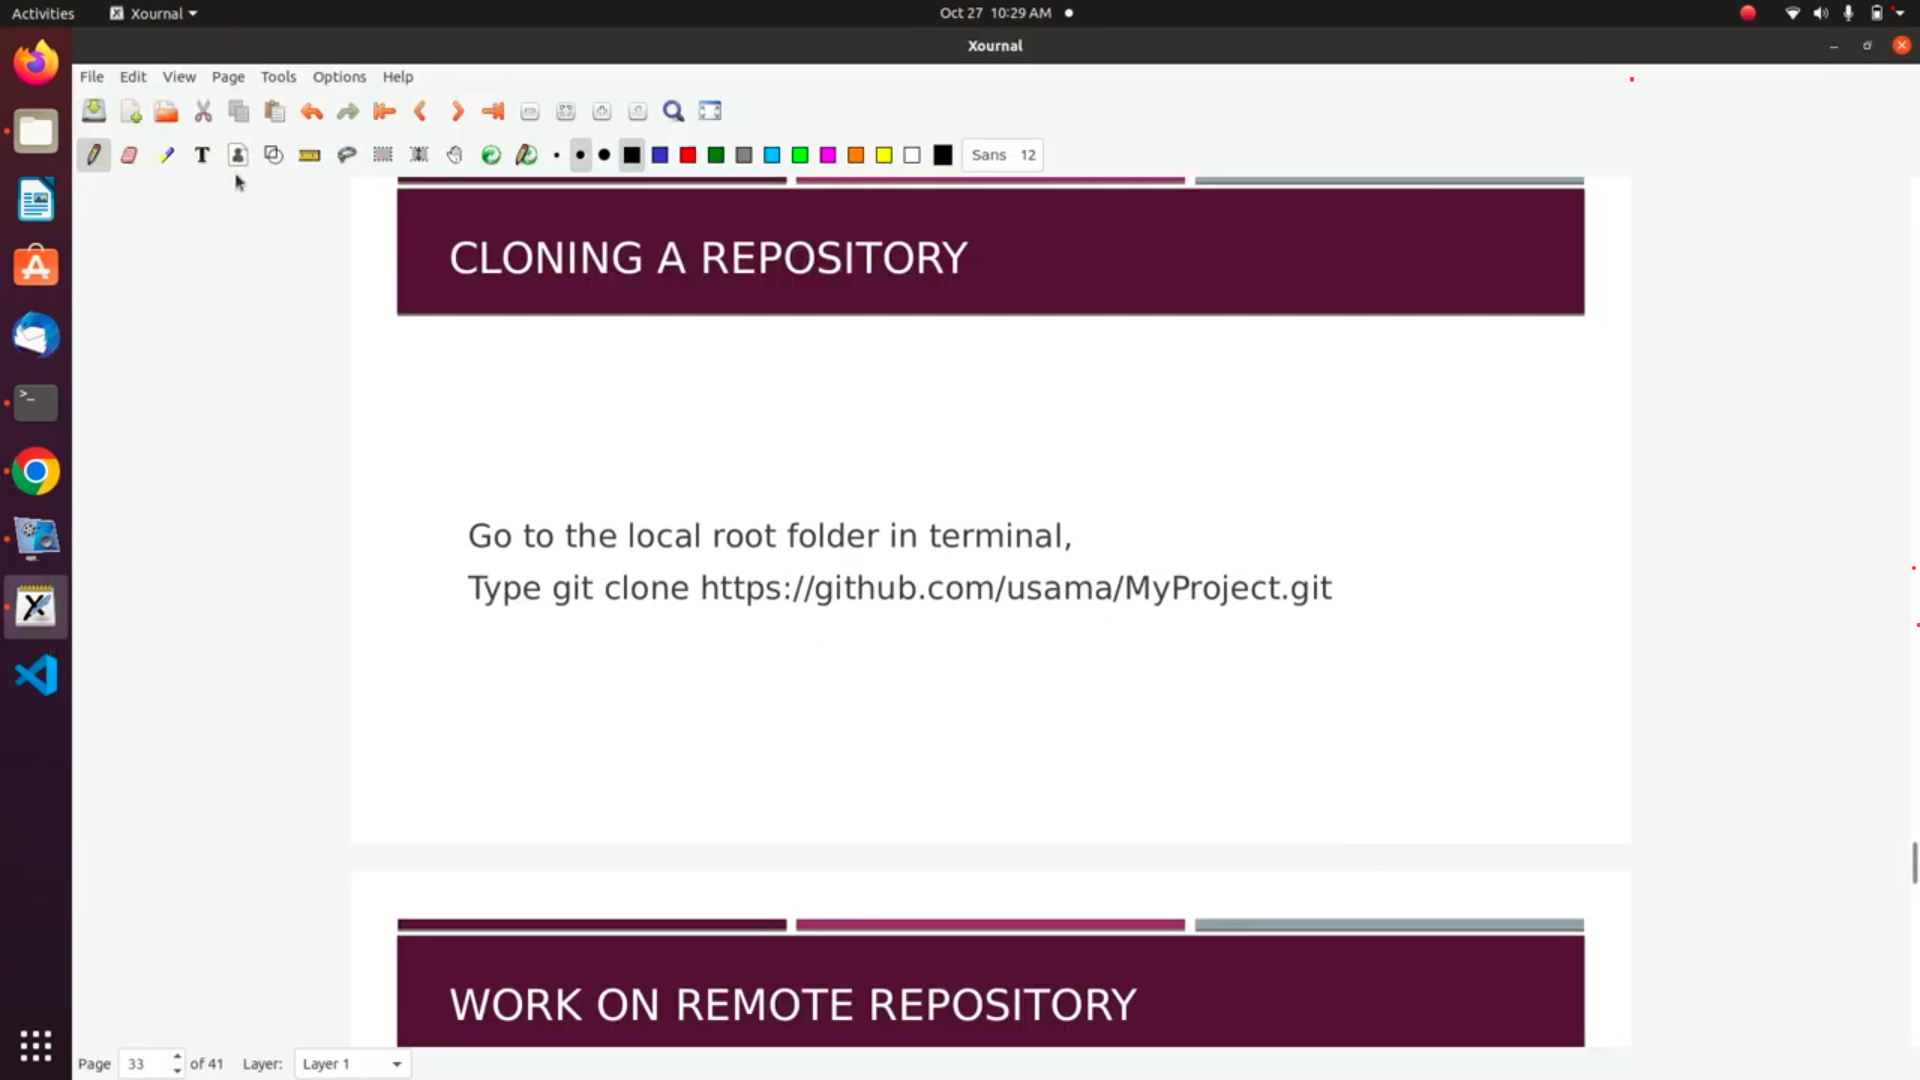 Activities Xournal Oct 27 10:29 AM
Xournal
File Edit View Page Tools Options Help
T Sans 12
CLONING A REPOSITORY
Go to the local root folder in terminal,
Type git clone https://github.com/usama/MyProject.git
WORK ON REMOTE REPOSITORY
Page 33 of 41 Layer: Layer 1